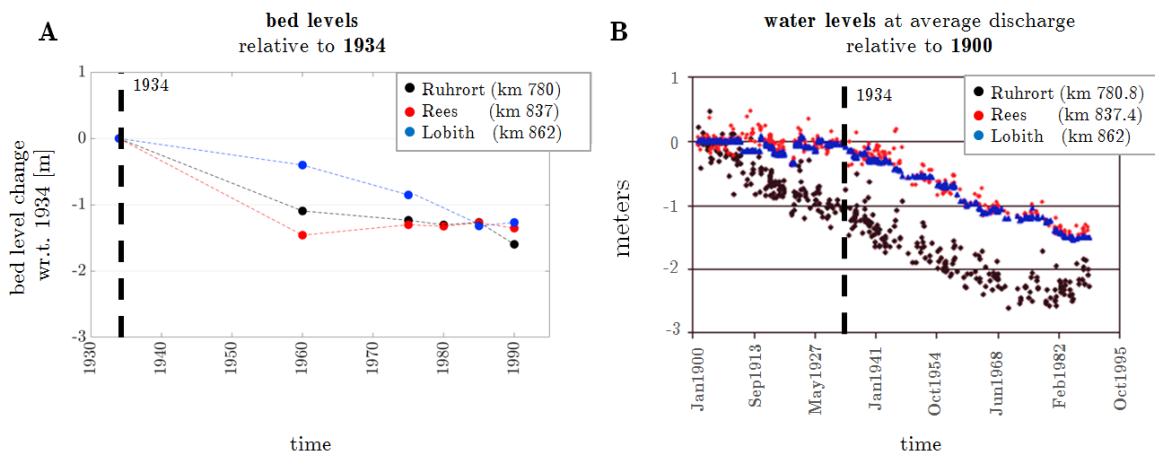 A
bed levels
relative to 1934
1934
Ruhrort (km 780)
Rees (km 837)
Lobith (km 862)
1
0
-1
-2
-3
bed level change
wr.t. 1934 [m]
1930
1940
1950
1960
1970
1980
1990
time
B
water levels at average discharge
relative to 1900
1934
Ruhrort (km 780.8)
Rees (km 837.4)
Lobith (km 862)
1
0
-1
-2
-3
meters
Jan1900
Sep1913
May1927
Jan1941
Oct1954
Jun1968
Feb1982
Oct1995
time